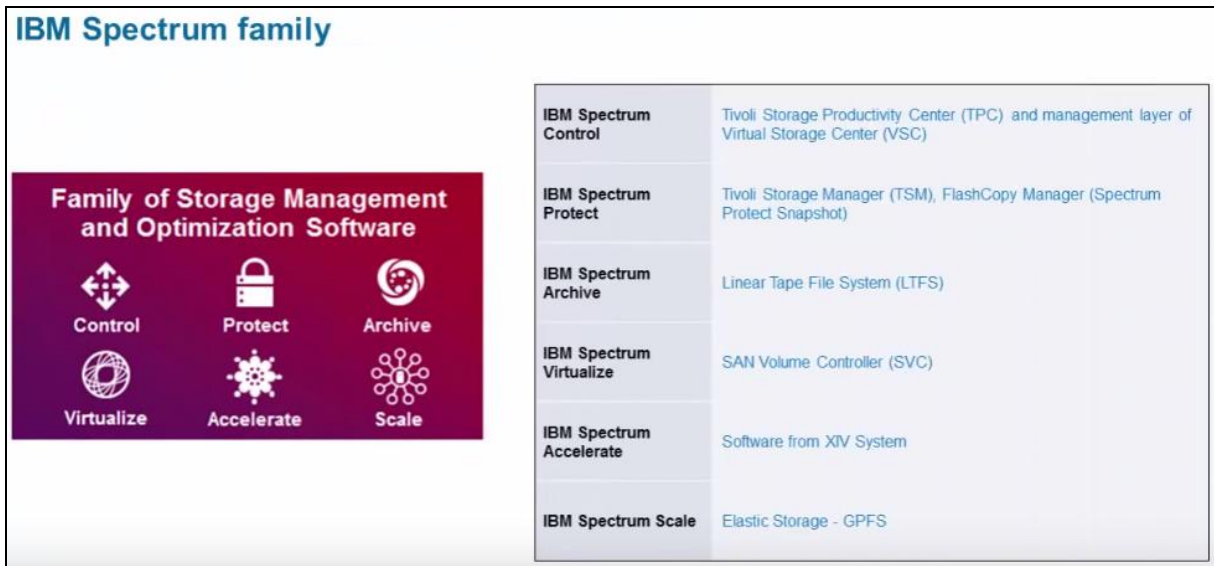 IBM Spectrum family
Family of Storage Management
and Optimization Software
Control
Protect
Archive
Virtualize
Accelerate
Scale
IBM Spectrum
Control
Tivoli Storage Productivity Center (TPC) and management layer of
Virtual Storage Center (VSC)
IBM Spectrum
Protect
Tivoli Storage Manager (TSM), FlashCopy Manager (Spectrum
Protect Snapshot)
IBM Spectrum
Archive
Linear Tape File System (LTFS)
IBM Spectrum
Virtualize
SAN Volume Controller (SVC)
IBM Spectrum
Accelerate
Software from XIV System
IBM Spectrum Scale
Elastic Storage - GPFS